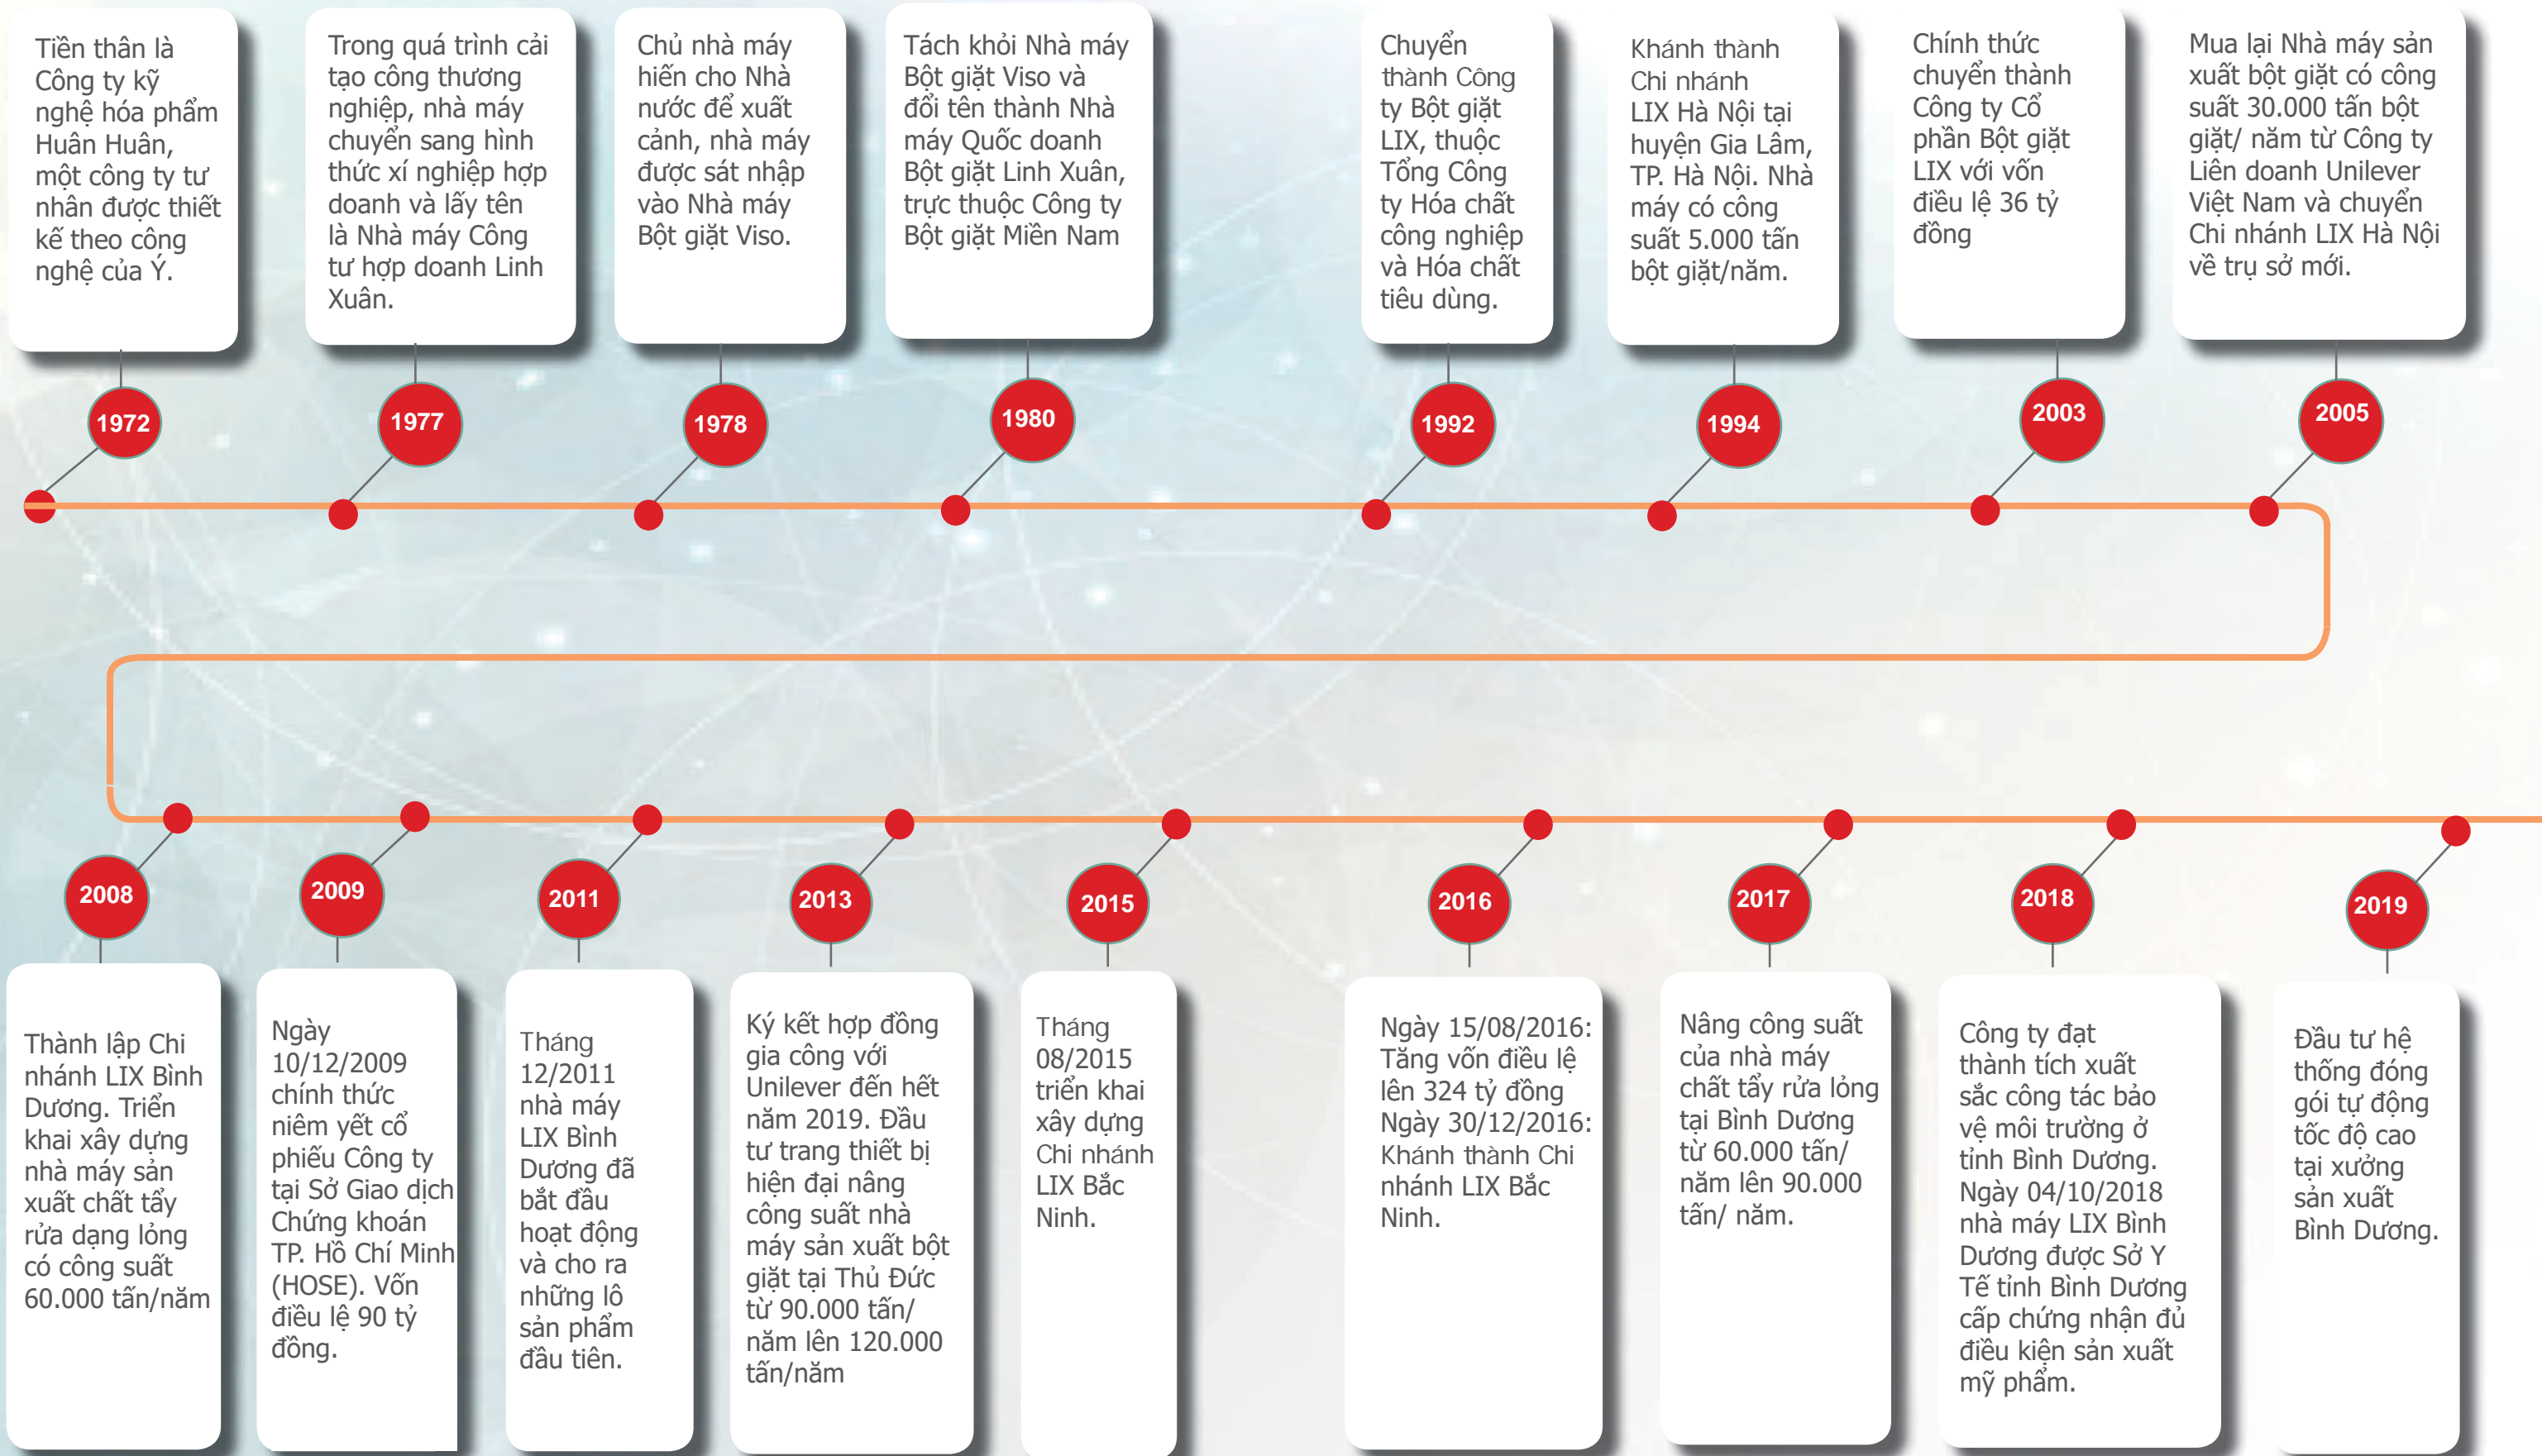 Tiền thân là
Công ty kỹ
nghệ hóa phẩm
Huân Huân,
một công ty tư
nhân được thiết
kế theo công
nghệ của Ý.
1972
Trong quá trình cải
tạo công thương
nghiệp, nhà máy
chuyển sang hình
thức xí nghiệp hợp
doanh và lấy tên
là Nhà máy Công
tư hợp doanh Linh
Xuân.
1977
Chủ nhà máy
hiến cho Nhà
nước để xuất
cảnh, nhà máy
được sát nhập
vào Nhà máy
Bột giặt Viso.
1978
Tách khỏi Nhà máy
Bột giặt Viso và
đổi tên thành Nhà
máy Quốc doanh
Bột giặt Linh Xuân,
trực thuộc Công ty
Bột giặt Miền Nam
1980
Chuyển
thành Công
ty Bột giặt
LIX, thuộc
Tổng Công
ty Hóa chất
công nghiệp
và Hóa chất
tiêu dùng.
1992
Khánh thành
Chi nhánh
LIX Hà Nội tại
huyện Gia Lâm,
TP. Hà Nội. Nhà
máy có công
suất 5.000 tấn
bột giặt/năm.
1994
Chính thức
chuyển thành
Công ty Cổ
phần Bột giặt
LIX với vốn
điều lệ 36 tỷ
đồng
2003
Mua lại Nhà máy sản
xuất bột giặt có công
suất 30.000 tấn bột
giặt/ năm từ Công ty
Liên doanh Unilever
Việt Nam và chuyển
Chi nhánh LIX Hà Nội
về trụ sở mới.
2005
2008
Thành lập Chi
nhánh LIX Bình
Dương. Triển
khai xây dựng
nhà máy sản
xuất chất tẩy
rửa dạng lỏng
có công suất
60.000 tấn/năm
2009
Ngày
10/12/2009
chính thức
niêm yết cổ
phiếu Công ty
tại Sở Giao dịch
Chứng khoán
TP. Hồ Chí Minh
(HOSE). Vốn
điều lệ 90 tỷ
đồng.
2011
Tháng
12/2011
nhà máy
LIX Bình
Dương đã
bắt đầu
hoạt động
và cho ra
những lô
sản phẩm
đầu tiên.
2013
Ký kết hợp đồng
gia công với
Unilever đến hết
năm 2019. Đầu
tư trang thiết bị
hiện đại nâng
công suất nhà
máy sản xuất bột
giặt tại Thủ Đức
từ 90.000 tấn/
năm lên 120.000
tấn/năm
2015
Tháng
08/2015
triển khai
xây dựng
Chi nhánh
LIX Bắc
Ninh.
2016
Ngày 15/08/2016:
Tăng vốn điều lệ
lên 324 tỷ đồng
Ngày 30/12/2016:
Khánh thành Chi
nhánh LIX Bắc
Ninh.
2017
Nâng công suất
của nhà máy
chất tẩy rửa lỏng
tại Bình Dương
từ 60.000 tấn/
năm lên 90.000
tấn/ năm.
2018
Công ty đạt
thành tích xuất
sắc công tác bảo
vệ môi trường ở
tỉnh Bình Dương.
Ngày 04/10/2018
nhà máy LIX Bình
Dương được Sở Y
Tế tỉnh Bình Dương
cấp chứng nhận đủ
điều kiện sản xuất
mỹ phẩm.
2019
Đầu tư hệ
thống đóng
gói tự động
tốc độ cao
tại xưởng
sản xuất
Bình Dương.